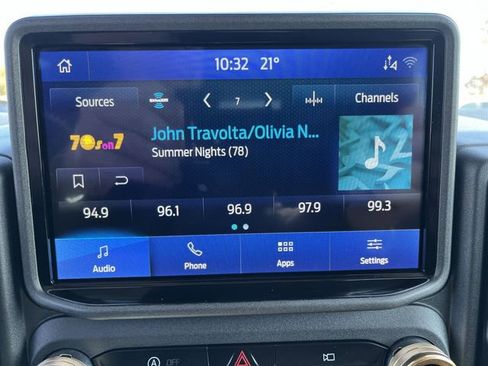 10:32 21°
Sources
SiriusXM
7
Channels
70s on 7
John Travolta/Olivia N...
Summer Nights (78)
94.9 96.1 96.9 97.9 99.3
Audio Phone Apps Settings
A OFF